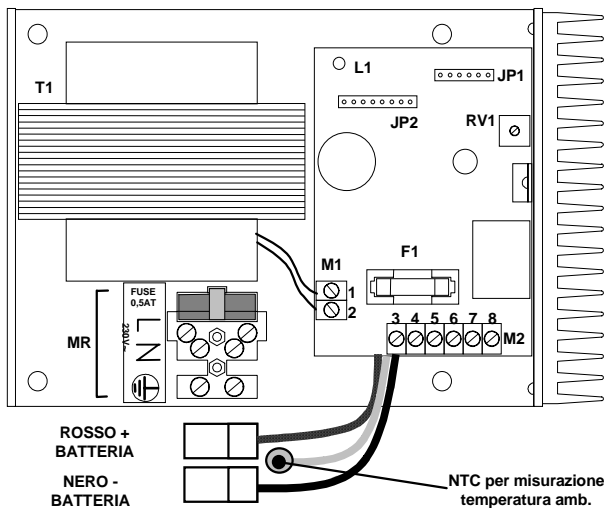 T1
L1
JP1
JP2
RV1
F1
M1
1
2
3 4 5 6 7 8
M2
MR
FUSE
0,5AT
230V~
L
N
ROSSO +
BATTERIA
NERO -
BATTERIA
NTC per misurazione
temperatura amb.